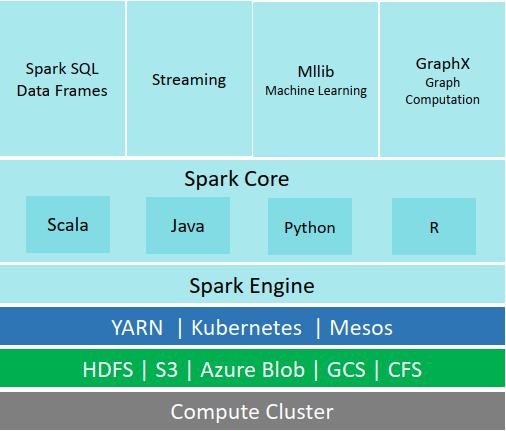 Spark SQL
Data Frames
Streaming
Mllib
Machine Learning
GraphX
Graph
Computation
Spark Core
Scala
Java
Python
R
Spark Engine
YARN | Kubernetes | Mesos
HDFS | S3 | Azure Blob | GCS | CFS
Compute Cluster